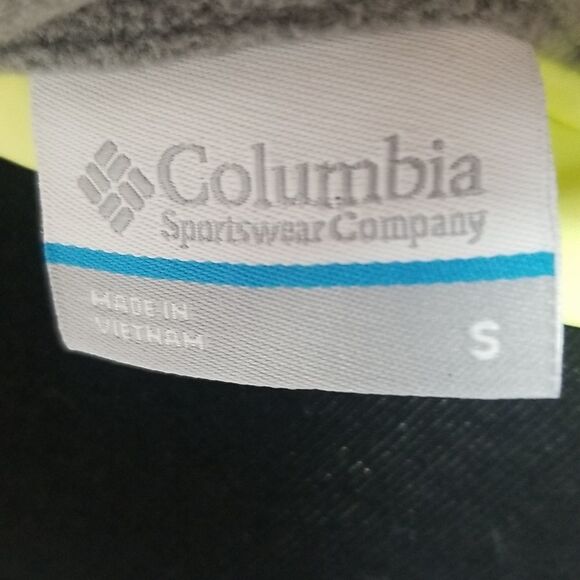 Columbia
Sportswear Company
MADE IN
VIETNAM
S